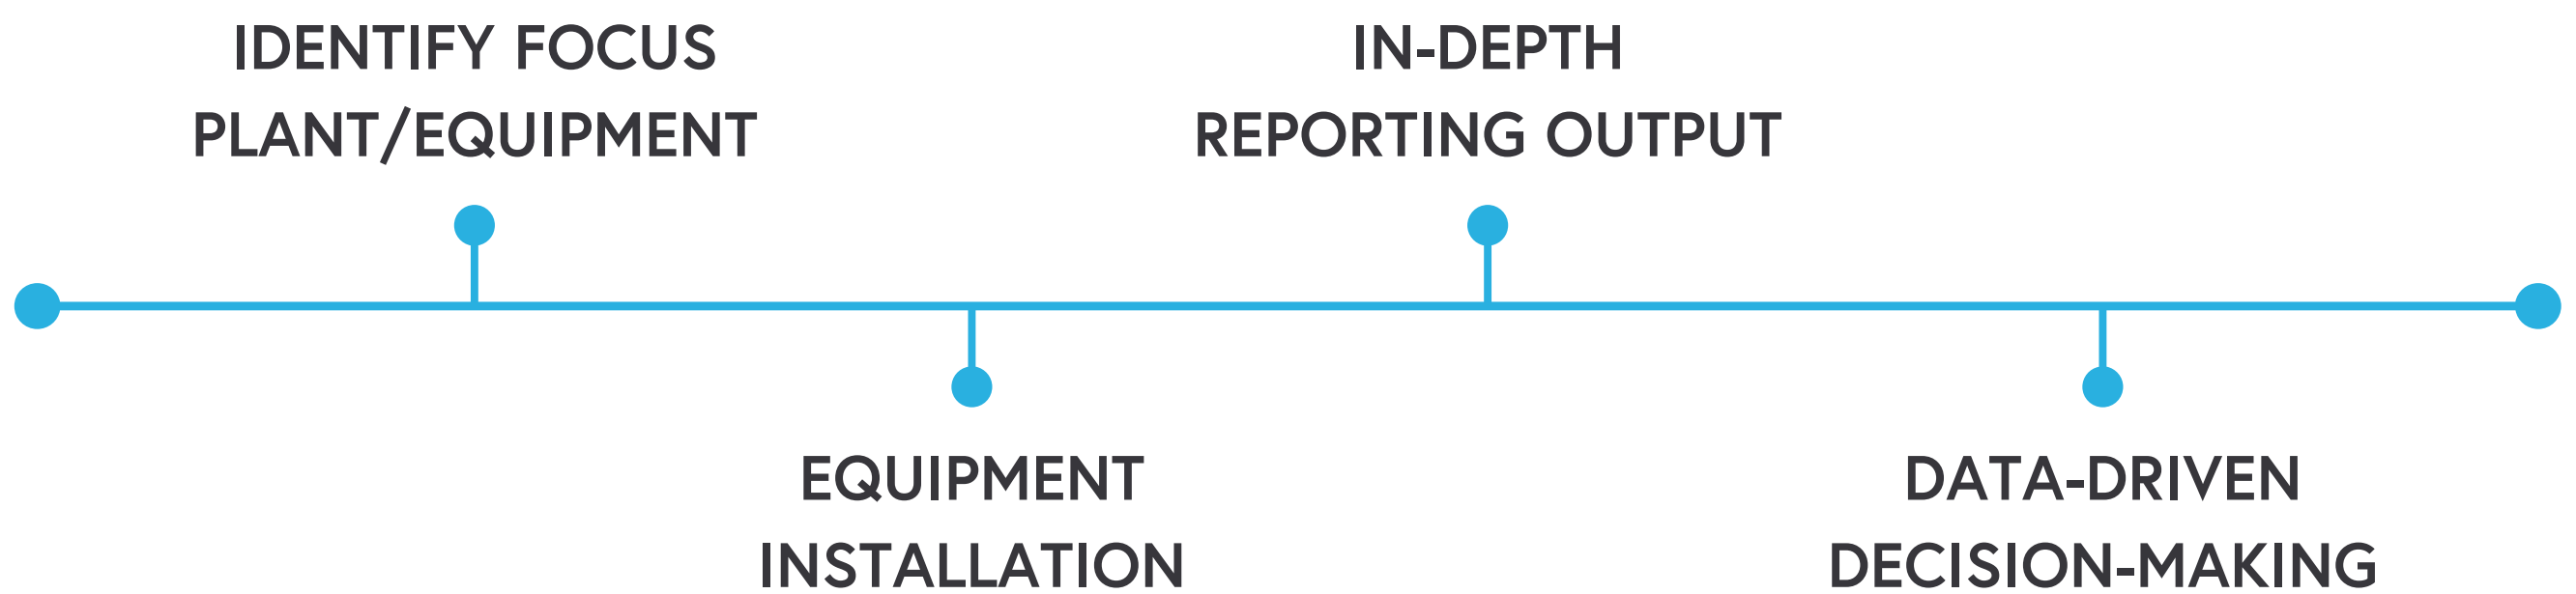 IDENTIFY FOCUS
PLANT/EQUIPMENT
EQUIPMENT
INSTALLATION
IN-DEPTH
REPORTING OUTPUT
DATA-DRIVEN
DECISION-MAKING